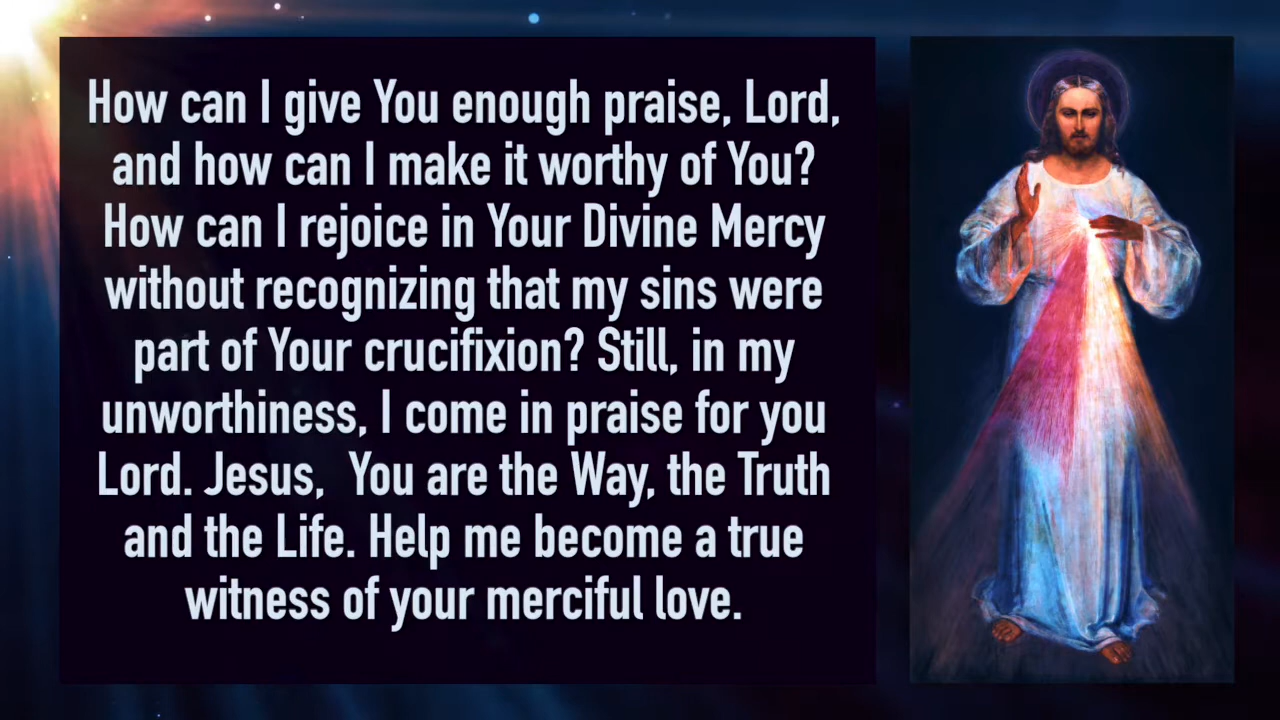 How can I give You enough praise, Lord,
and how can I make it worthy of You?
How can I rejoice in Your Divine Mercy
without recognizing that my sins were
part of Your crucifixion? Still, in my
unworthiness, I come in praise for you
Lord. Jesus,  You are the Way, the Truth
and the Life. Help me become a true
witness of your merciful love.